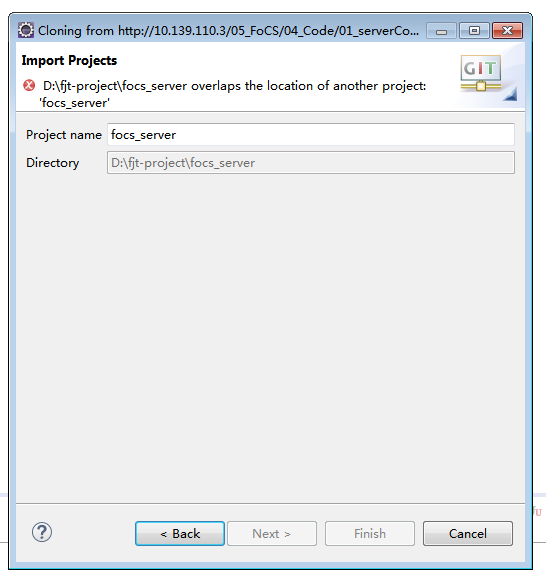 Cloning from http://10.139.110.3/05_FoCS/04_Code/01_serverCo...
Import Projects
GIT
D:\fjt-project\focs_server overlaps the location of another project:
'focs_server'
Project name focs_server
Directory D:\fjt-project\focs_server
< Back Next > Finish Cancel